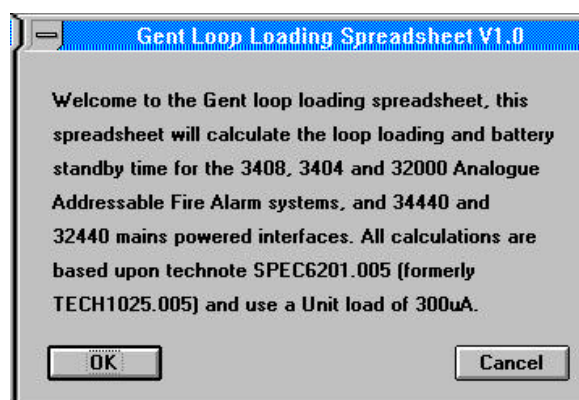 Gent Loop Loading Spreadsheet V1.0
Welcome to the Gent loop loading spreadsheet, this
spreadsheet will calculate the loop loading and battery
standby time for the 3408, 3404 and 32000 Analogue
Addressable Fire Alarm systems, and 34440 and
32440 mains powered interfaces. All calculations are
based upon technote SPEC6201.005 (formerly
TECH1025.005) and use a Unit load of 300uA.
OK Cancel